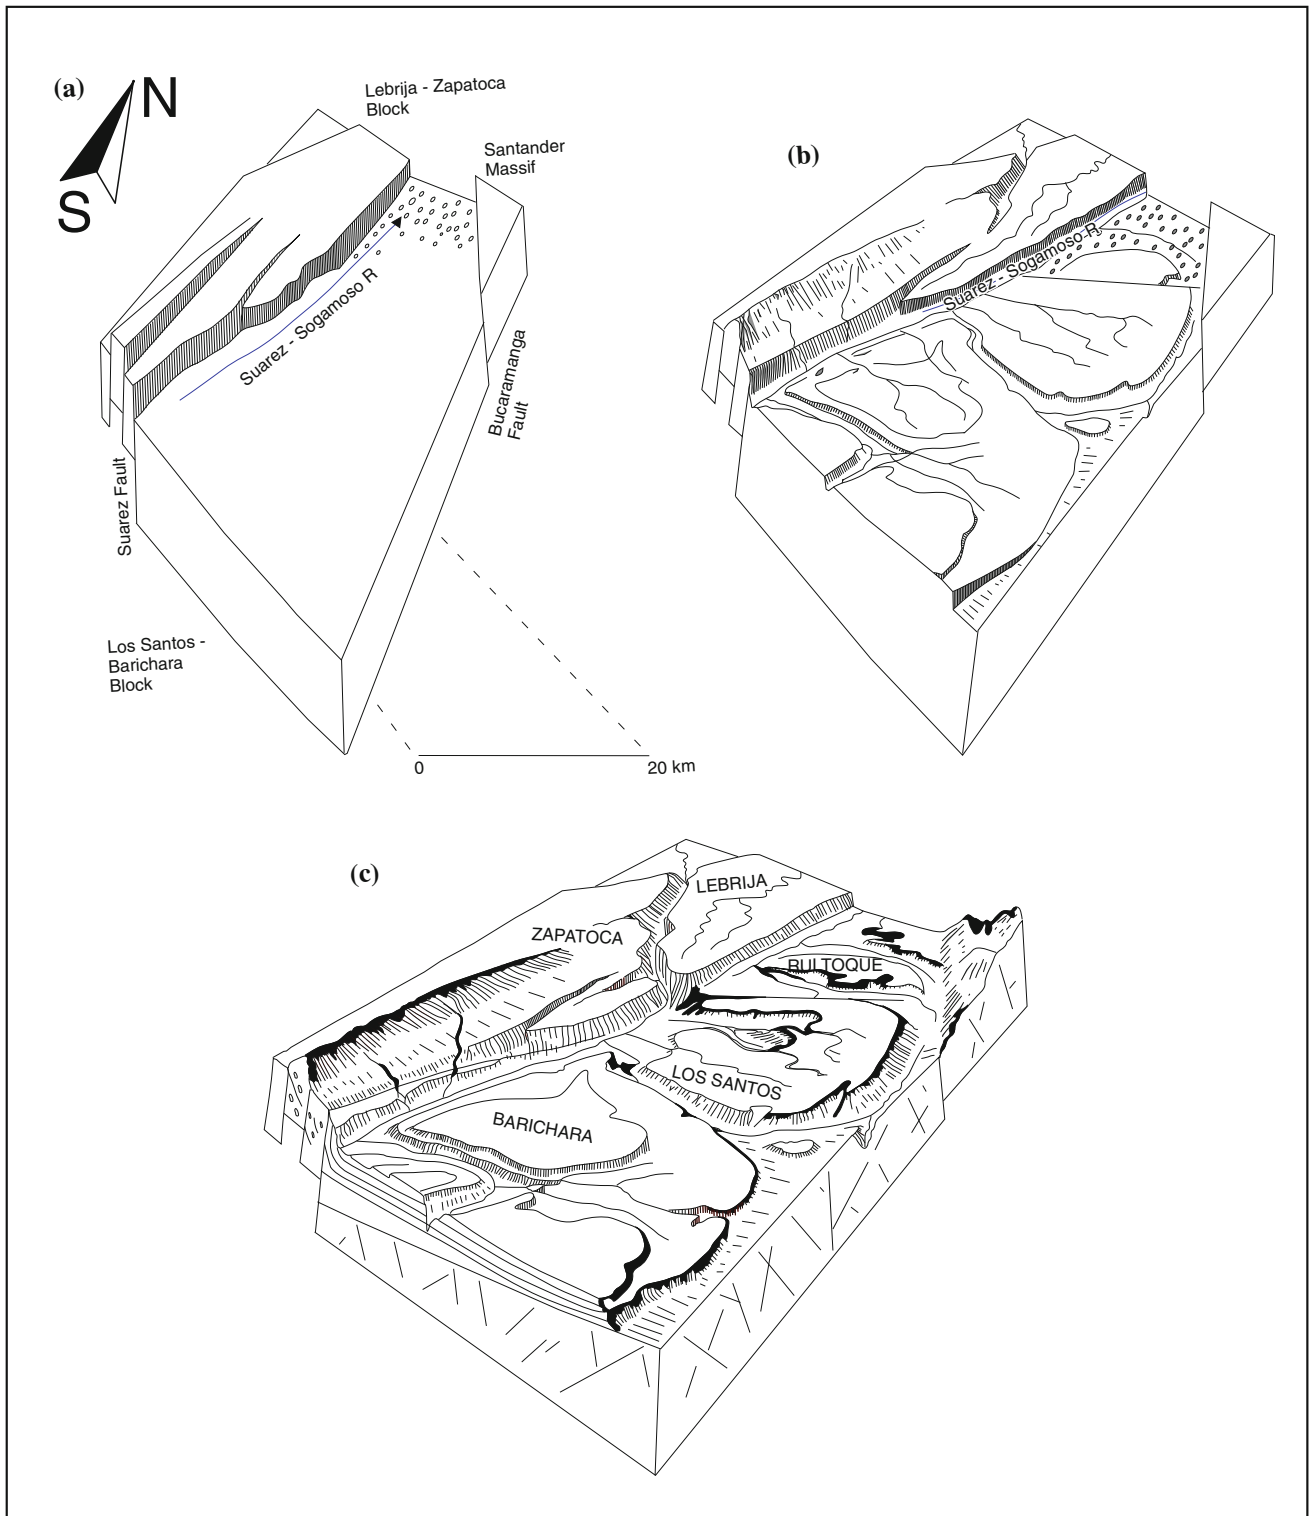 (a)
N
S
Lebrija - Zapatoca
Block
Santander
Massif
Suarez - Sogamoso R
Bucaramanga
Fault
Suarez Fault
Los Santos -
Barichara
Block
0
20 km
(b)
Suarez - Sogamoso R.
(c)
LEBRIJA
ZAPATOCA
RUITOQUE
LOS SANTOS
BARICHARA